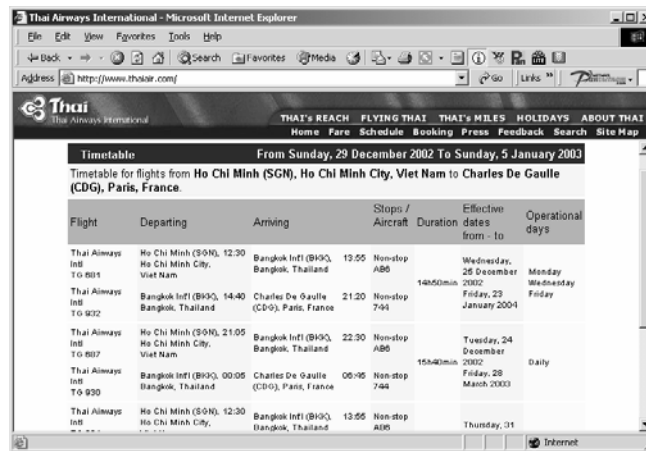 Thai Airways International - Microsoft Internet Explorer
File Edit View Favorites Tools Help
Back Search Favorites Media
Address http://www.thaiair.com/ Go Links
Thai
Thai Airways International
THAI's REACH FLYING THAI THAI's MILES HOLIDAYS ABOUT THAI
Home Fare Schedule Booking Press Feedback Search Site Map
Timetable From Sunday, 29 December 2002 To Sunday, 5 January 2003
Timetable for flights from Ho Chi Minh (SGN), Ho Chi Minh City, Viet Nam to Charles De Gaulle
(CDG), Paris, France.
Flight Departing Arriving Stops / Aircraft Duration Effective dates from - to Operational days
Thai Airways Ho Chi Minh (SGN), 12:30 Bangkok Int'l (BKK), 13:55 Non-stop Wednesday,
Intl Ho Chi Minh City, Bangkok, Thailand AB6 25 December Monday
TG 681 Viet Nam 14h50min 2002 Wednesday
Thai Airways Bangkok Int'l (BKK), 14:40 Charles De Gaulle 21:20 Non-stop Friday, 23 Friday
Intl Bangkok, Thailand (CDG), Paris, France 744 January 2004
TG 932
Thai Airways Ho Chi Minh (SGN), 21:05 Bangkok Int'l (BKK), 22:30 Non-stop Tuesday, 24
Intl Ho Chi Minh City, Bangkok, Thailand AB6 December
TG 687 Viet Nam 15h40min 2002 Daily
Thai Airways Bangkok Int'l (BKK), 00:05 Charles De Gaulle 06:45 Non-stop Friday, 28
Intl Bangkok, Thailand (CDG), Paris, France 744 March 2003
TG 930
Thai Airways Ho Chi Minh (SGN), 12:30 Bangkok Int'l (BKK), 13:55 Non-stop
Intl Ho Chi Minh City, Bangkok, Thailand AB6 Thursday, 31
Internet